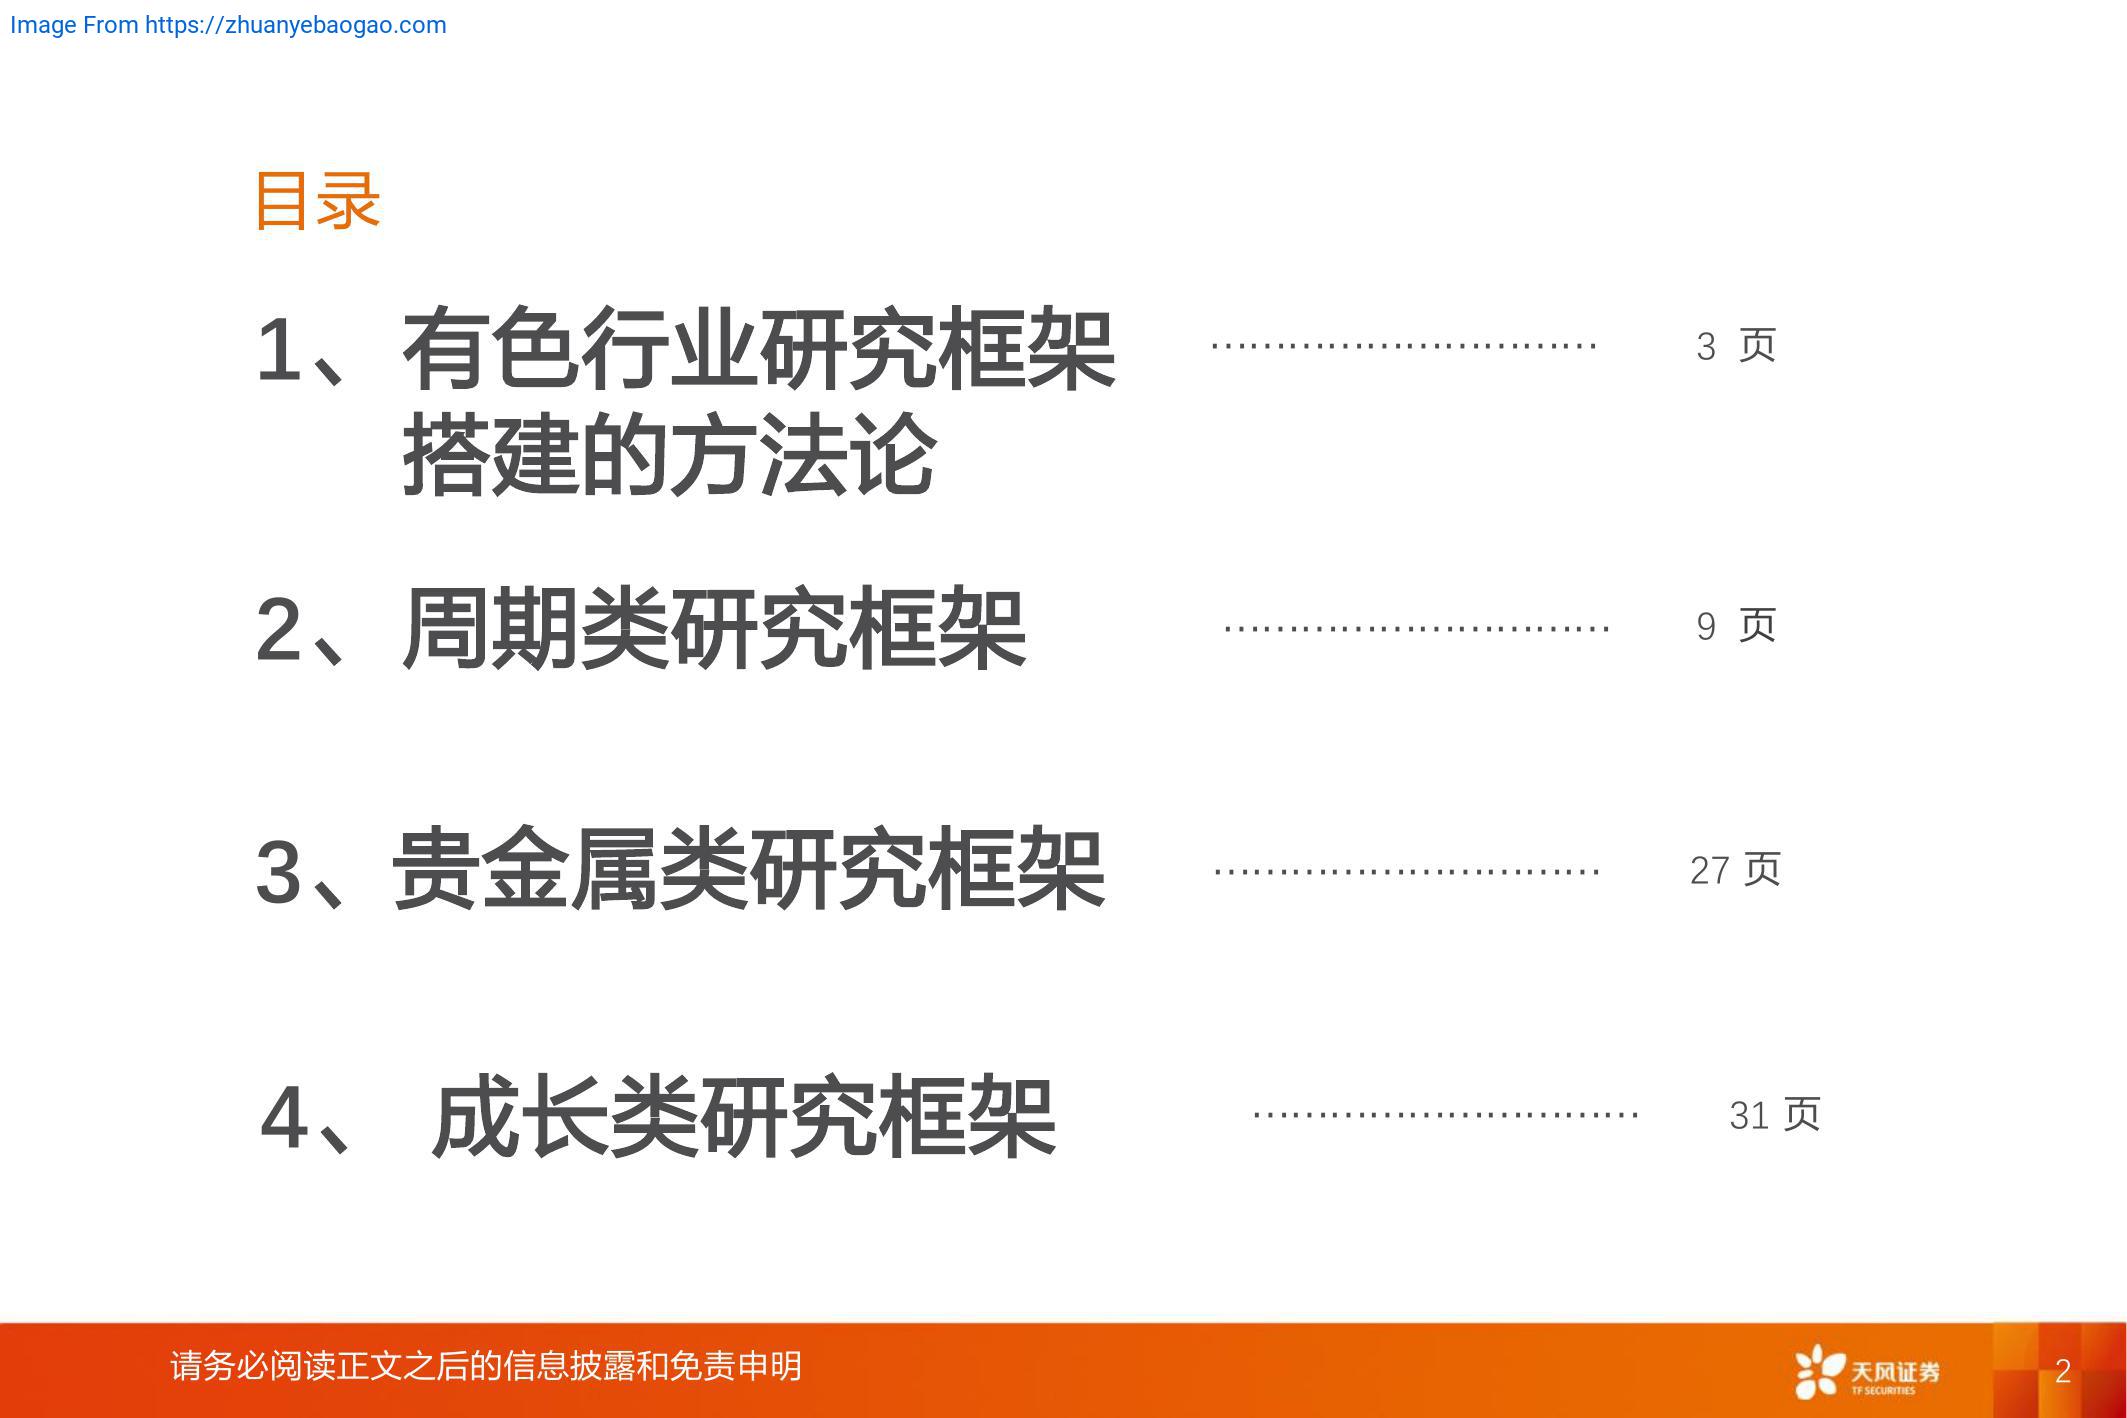 Image From https://zhuanyebaogao.com
目录
1、有色行业研究框架 ······························ 3 页
搭建的方法论
2、周期类研究框架 ······························ 9 页
3、贵金属类研究框架 ······························ 27 页
4、 成长类研究框架 ······························ 31 页
请务必阅读正文之后的信息披露和免责申明
天风证券
TF SECURITIES
2